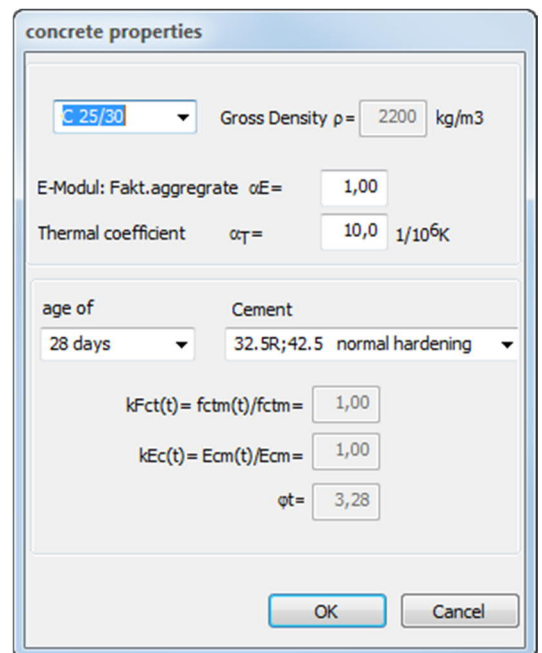 concrete properties
C 25/30 Gross Density ρ= 2200 kg/m3
E-Modul: Fakt.aggregrate αE= 1,00
Thermal coefficient αT= 10,0 1/10⁶K
age of Cement
28 days 32.5R;42.5 normal hardening
kFct(t)= fctm(t)/fctm= 1,00
kEc(t)= Ecm(t)/Ecm= 1,00
φt= 3,28
OK Cancel